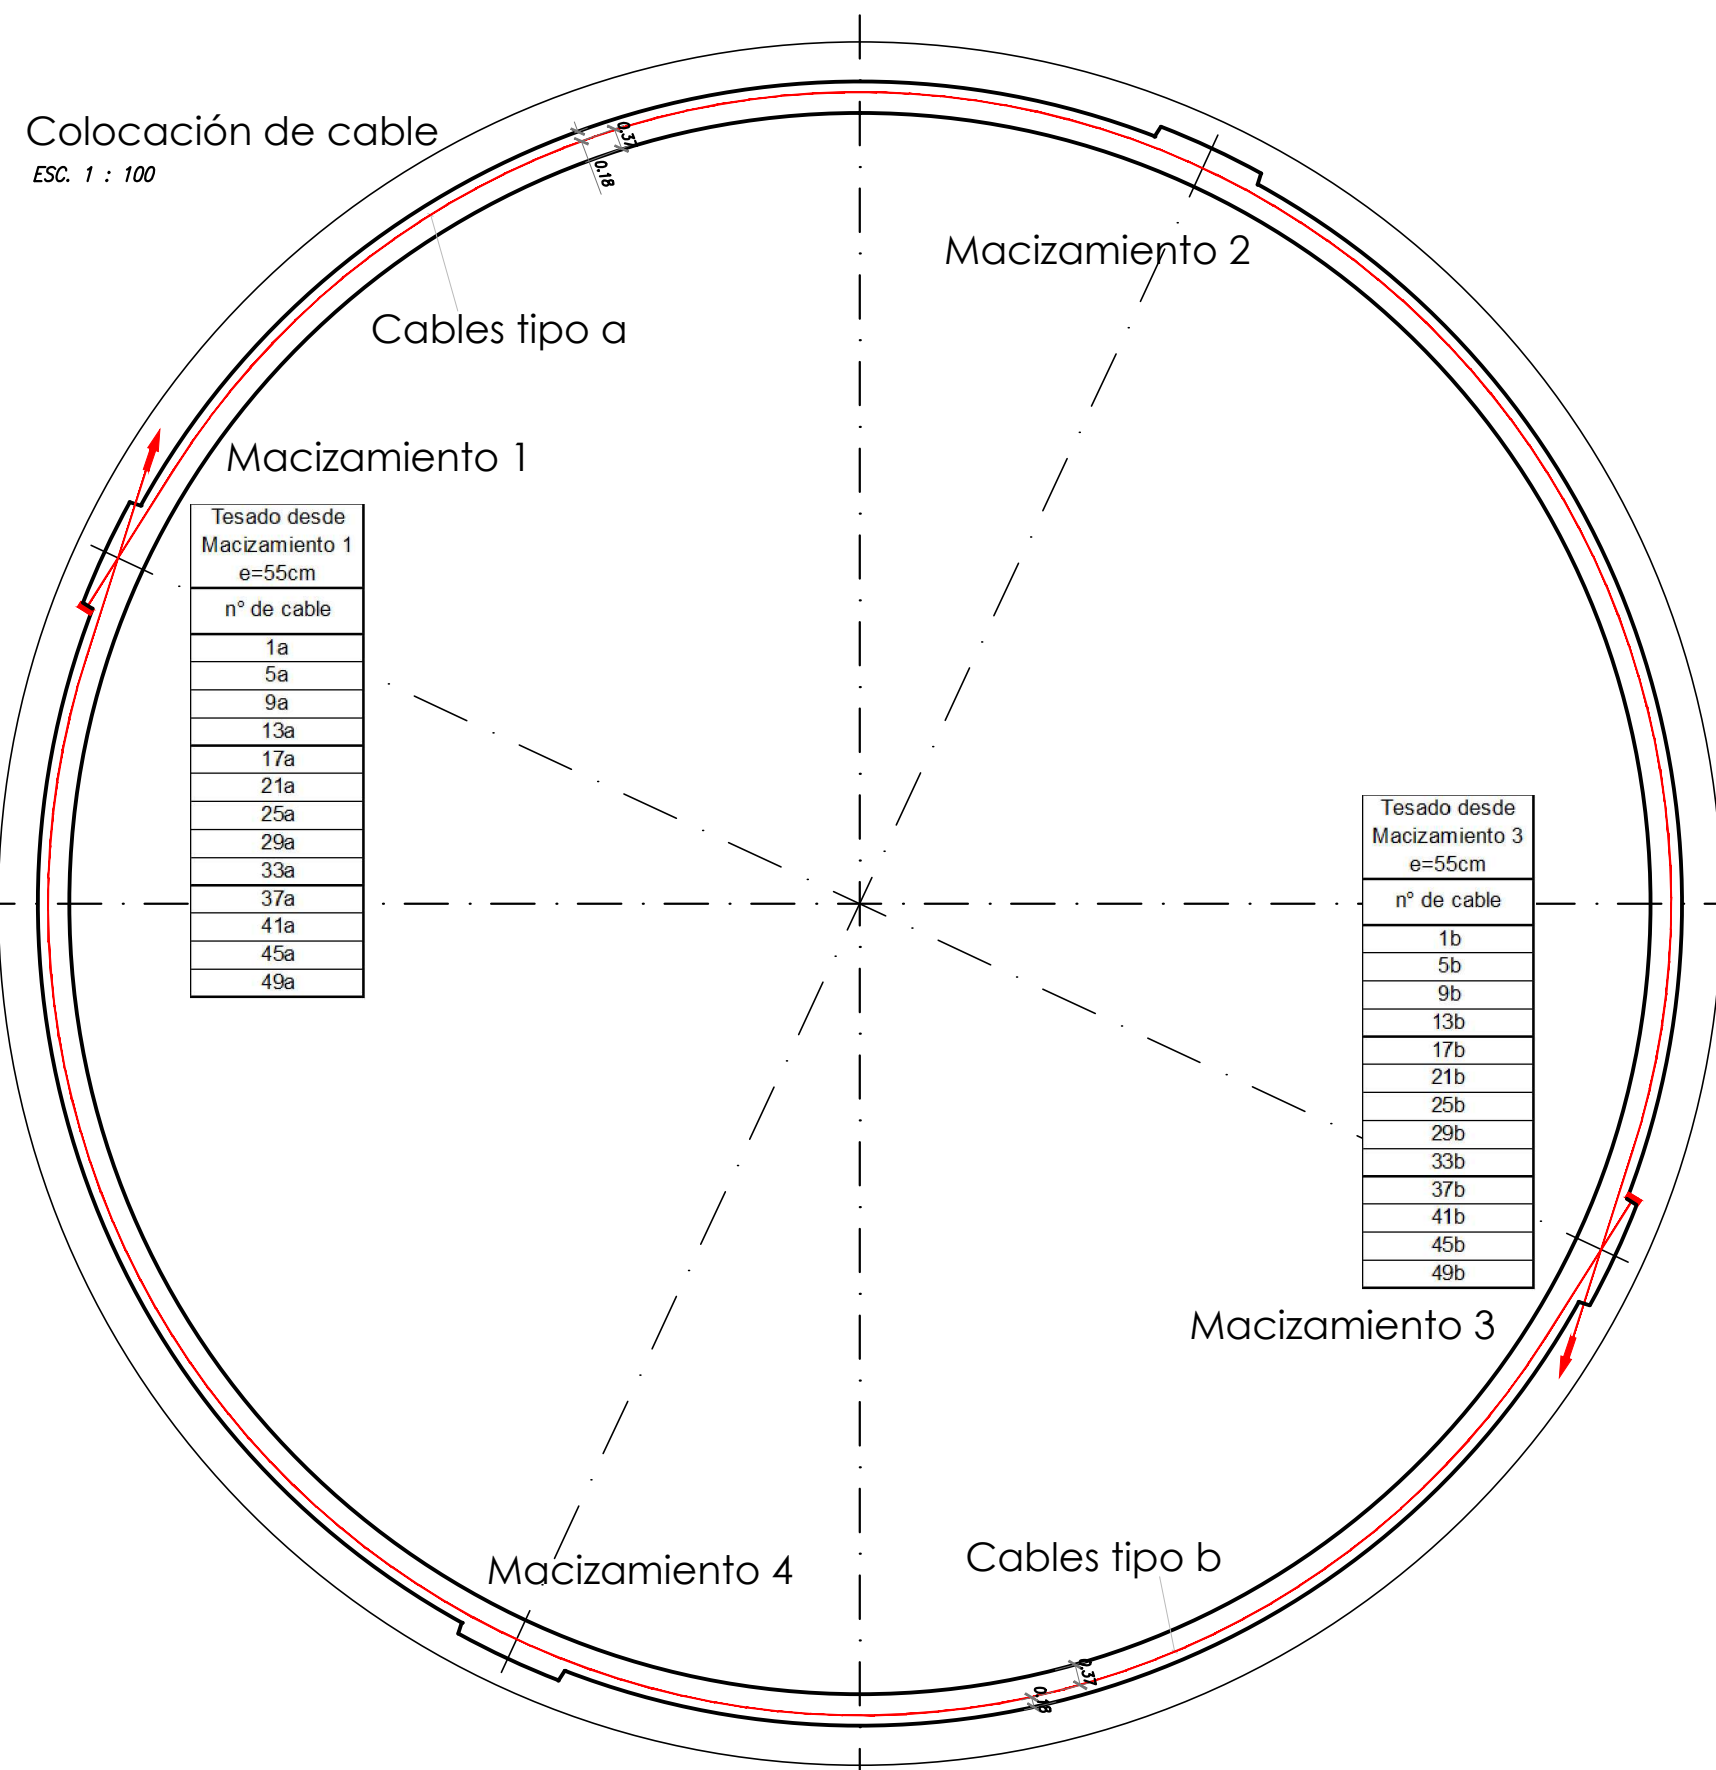 Colocación de cable
ESC. 1 : 100
0.37
0.18
Macizamiento 2
Cables tipo a
Macizamiento 1
Tesado desde
Macizamiento 1
e=55cm
n° de cable
1a
5a
9a
13a
17a
21a
25a
29a
33a
37a
41a
45a
49a
Tesado desde
Macizamiento 3
e=55cm
n° de cable
1b
5b
9b
13b
17b
21b
25b
29b
33b
37b
41b
45b
49b
Macizamiento 3
Cables tipo b
Macizamiento 4
0.37
0.18